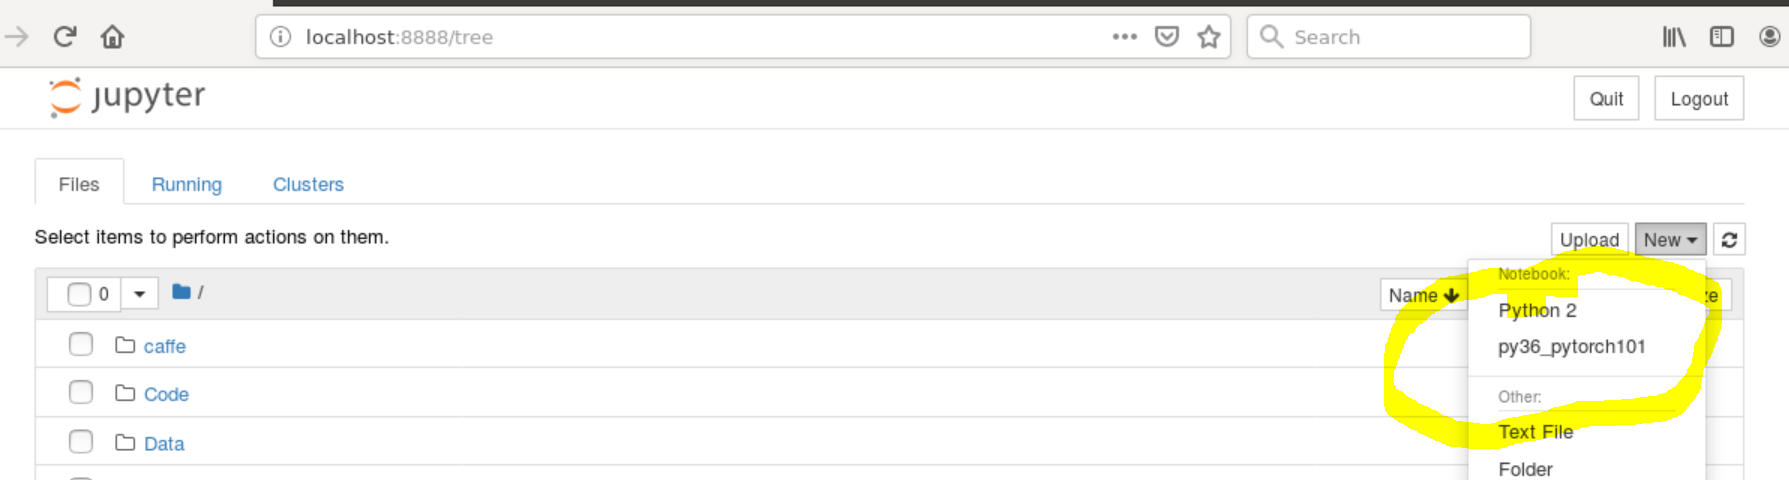 localhost:8888/tree
Search
jupyter
Quit
Logout
Files
Running
Clusters
Select items to perform actions on them.
Upload
New
0
/
Name
ze
Notebook:
Python 2
py36_pytorch101
Other:
Text File
Folder
caffe
Code
Data